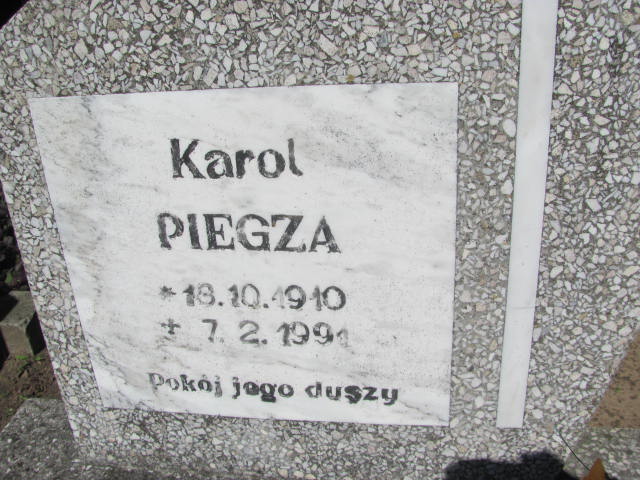 Karol
PIEGZA
* 18.10.1910
+ 7.2.1991
Pokój jego duszy